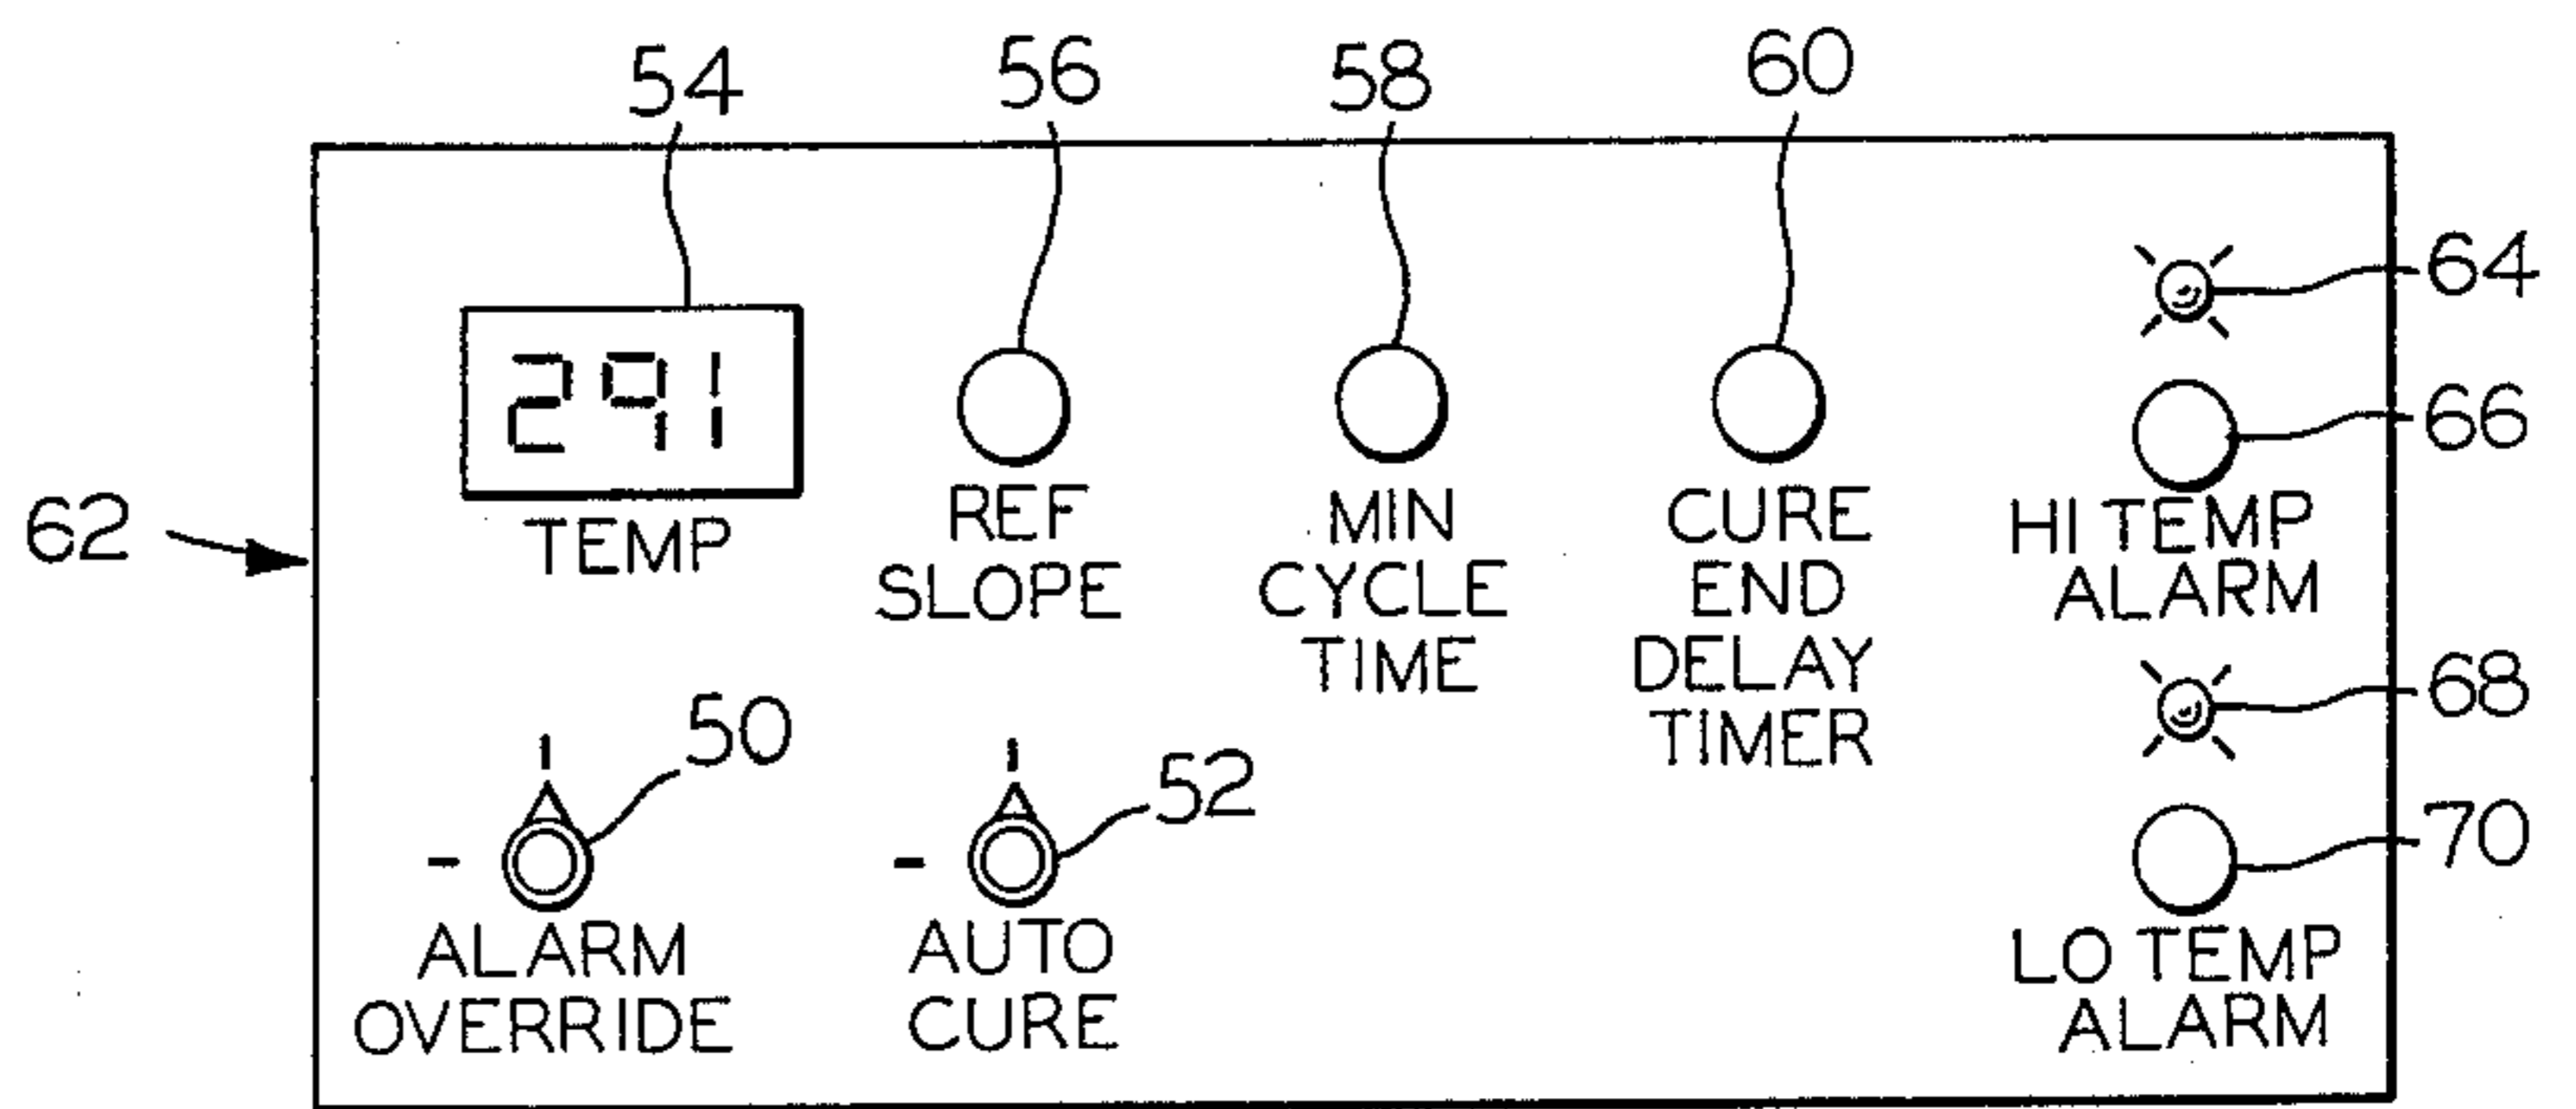 54
56
58
60
64
291
66
62
TEMP
REF
SLOPE
MIN
CYCLE
TIME
CURE
END
DELAY
TIMER
HI TEMP
ALARM
68
50
52
70
ALARM
OVERRIDE
AUTO
CURE
LO TEMP
ALARM